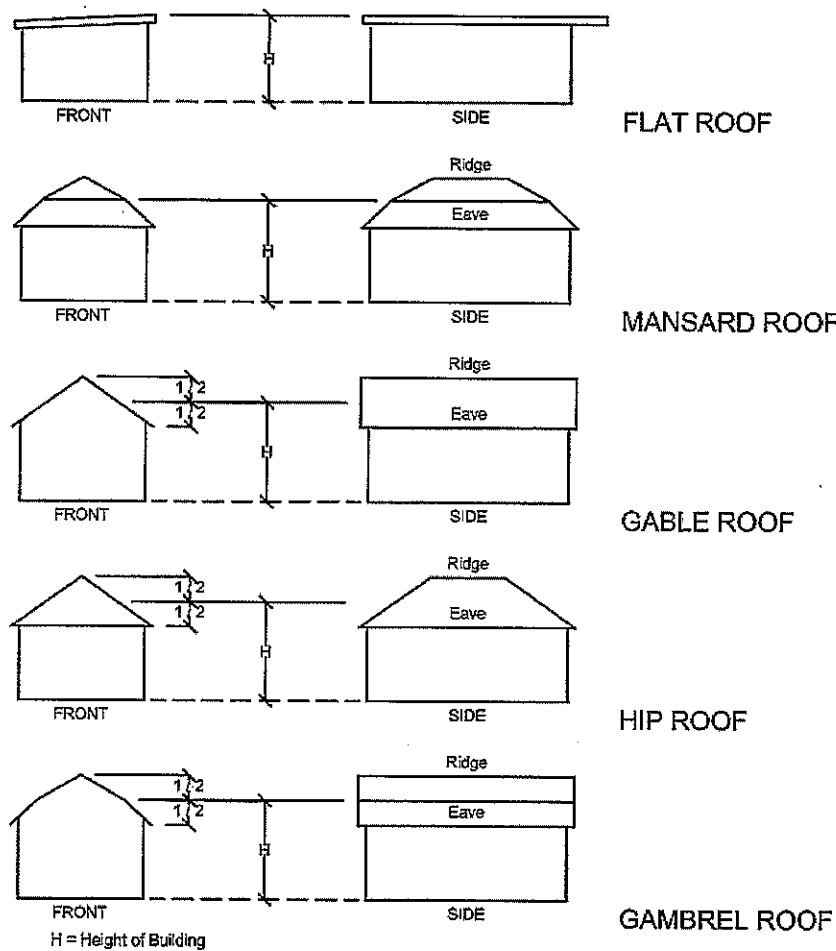 H
FRONT
SIDE
FLAT ROOF
Ridge
Eave
H
FRONT
SIDE
MANSARD ROOF
Ridge
1/2
1/2
Eave
H
FRONT
SIDE
GABLE ROOF
Ridge
1/2
1/2
Eave
H
FRONT
SIDE
HIP ROOF
Ridge
1/2
1/2
Eave
H
FRONT
SIDE
GAMBREL ROOF
H = Height of Building